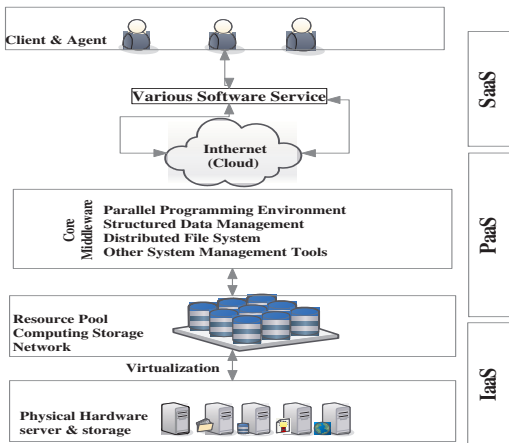 Client & Agent
Various Software Service
Inthernet
(Cloud)
SaaS
Core
Middleware
Parallel Programming Environment
Structured Data Management
Distributed File System
Other System Management Tools
PaaS
Resource Pool
Computing Storage
Network
Virtualization
Physical Hardware
server & storage
IaaS